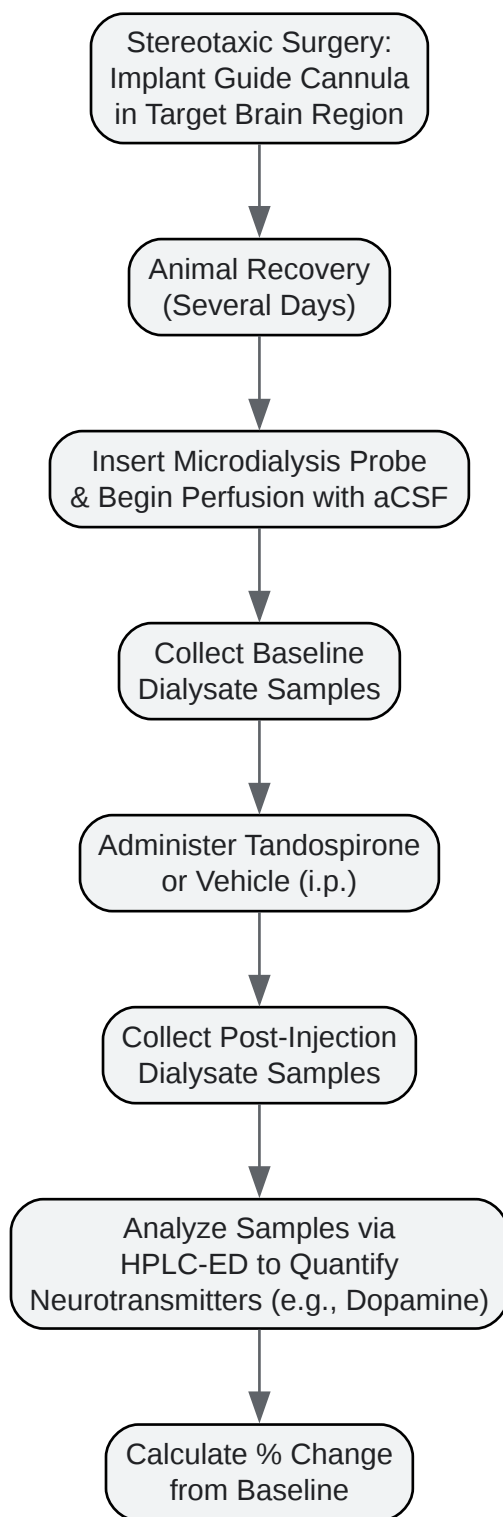 Stereotaxic Surgery:
Implant Guide Cannula
in Target Brain Region
Animal Recovery
(Several Days)
Insert Microdialysis Probe
& Begin Perfusion with aCSF
Collect Baseline
Dialysate Samples
Administer Tandospirone
or Vehicle (i.p.)
Collect Post-Injection
Dialysate Samples
Analyze Samples via
HPLC-ED to Quantify
Neurotransmitters (e.g., Dopamine)
Calculate % Change
from Baseline